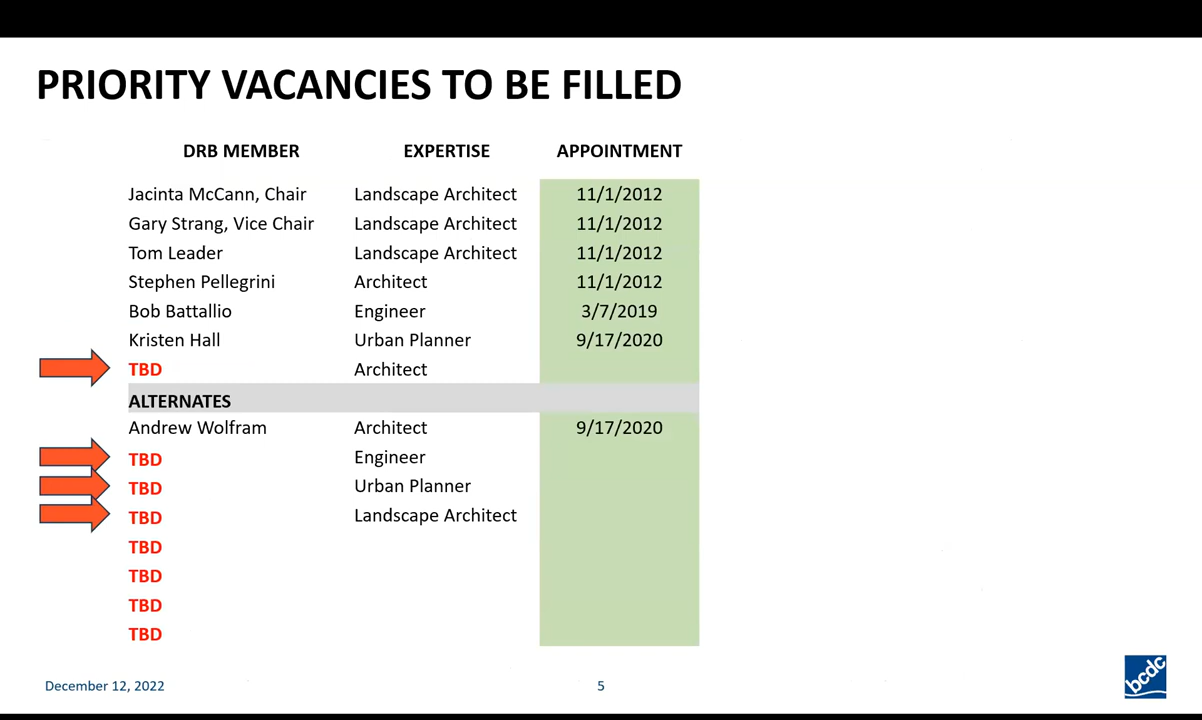 PRIORITY VACANCIES TO BE FILLED
DRB MEMBER EXPERTISE APPOINTMENT
Jacinta McCann, Chair Landscape Architect 11/1/2012
Gary Strang, Vice Chair Landscape Architect 11/1/2012
Tom Leader Landscape Architect 11/1/2012
Stephen Pellegrini Architect 11/1/2012
Bob Battallio Engineer 3/7/2019
Kristen Hall Urban Planner 9/17/2020
TBD Architect
ALTERNATES
Andrew Wolfram Architect 9/17/2020
TBD Engineer
TBD Urban Planner
TBD Landscape Architect
TBD
TBD
TBD
TBD
December 12, 2022 5
bcdc